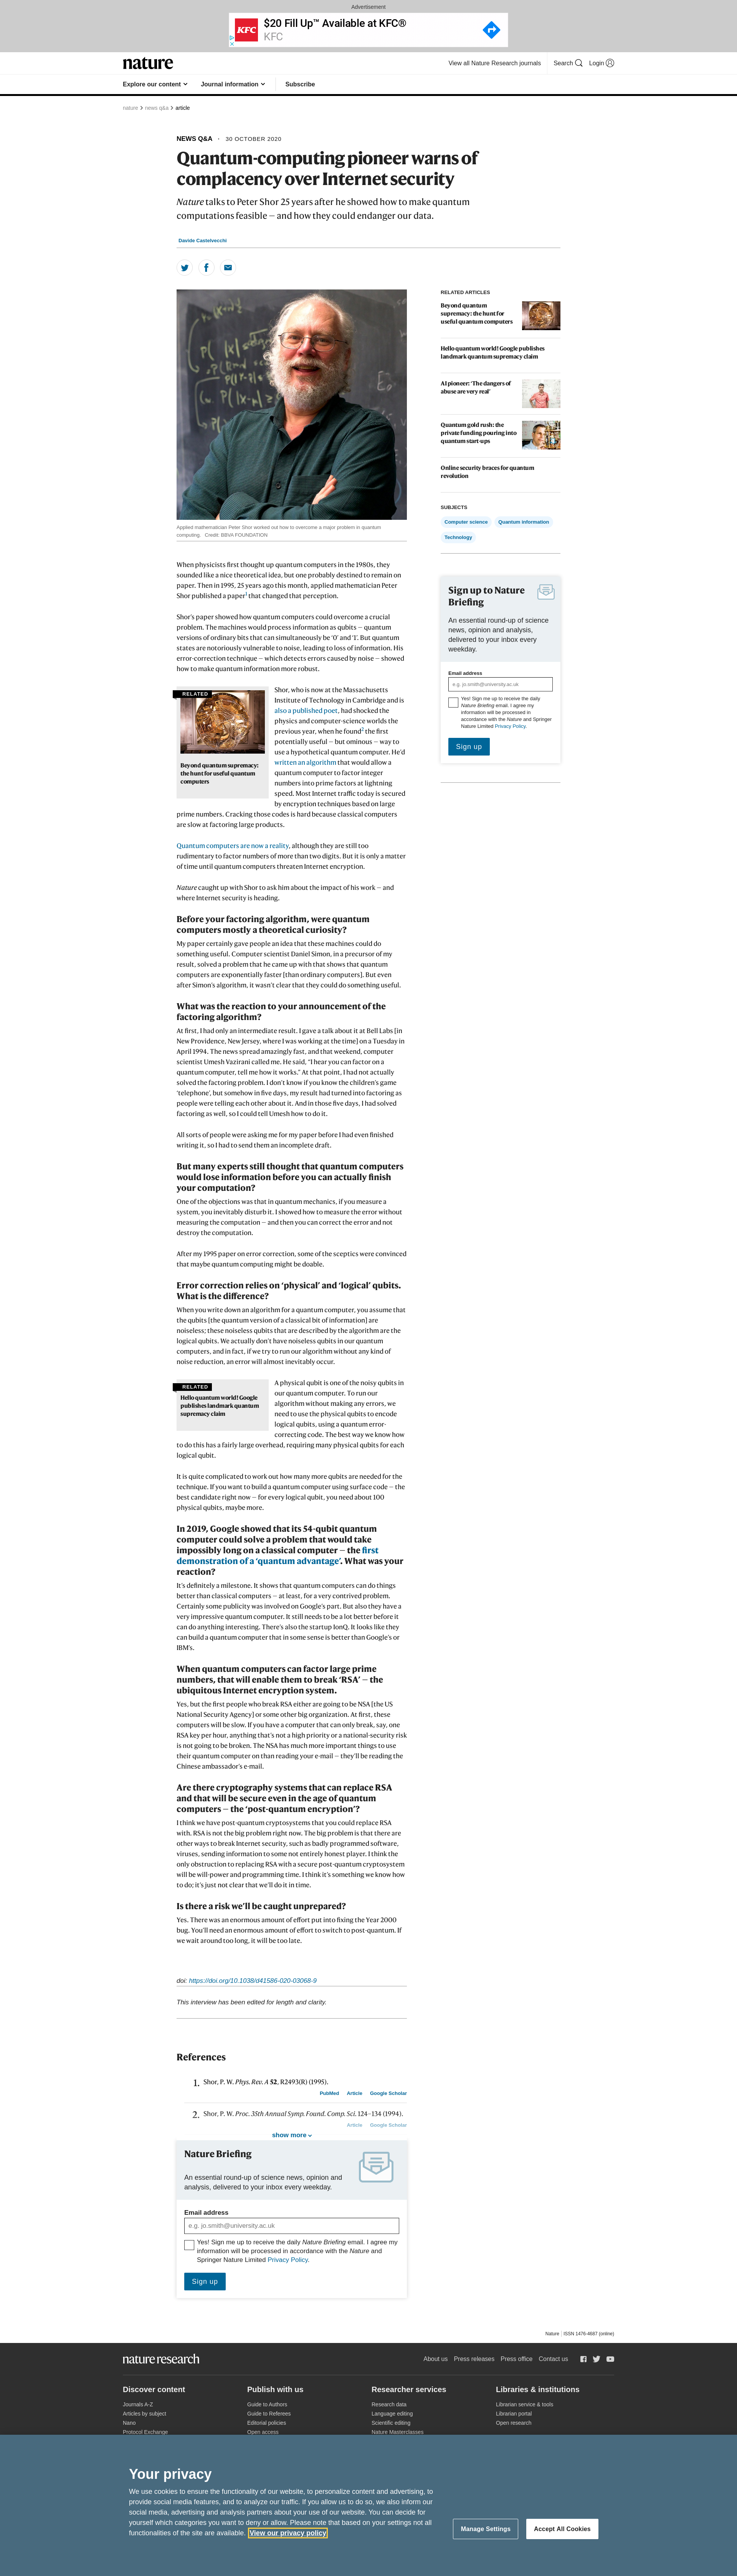 Advertisement
$20 Fill Up™ Available at KFC®
KFC
KFC
nature
View all Nature Research journals
Search
Login
Explore our content
Journal information
Subscribe
nature > news q&a > article
NEWS Q&A · 30 OCTOBER 2020
Quantum-computing pioneer warns of
complacency over Internet security
Nature talks to Peter Shor 25 years after he showed how to make quantum
computations feasible — and how they could endanger our data.
Davide Castelvecchi
Applied mathematician Peter Shor worked out how to overcome a major problem in quantum
computing. Credit: BBVA FOUNDATION
When physicists first thought up quantum computers in the 1980s, they
sounded like a nice theoretical idea, but one probably destined to remain on
paper. Then in 1995, 25 years ago this month, applied mathematician Peter
Shor published a paper1 that changed that perception.
Shor's paper showed how quantum computers could overcome a crucial
problem. The machines would process information as qubits — quantum
versions of ordinary bits that can simultaneously be '0' and '1'. But quantum
states are notoriously vulnerable to noise, leading to loss of information. His
error-correction technique — which detects errors caused by noise — showed
how to make quantum information more robust.
RELATED
Beyond quantum supremacy:
the hunt for useful quantum
computers
Shor, who is now at the Massachusetts
Institute of Technology in Cambridge and is
also a published poet, had shocked the
physics and computer-science worlds the
previous year, when he found2 the first
potentially useful — but ominous — way to
use a hypothetical quantum computer. He'd
written an algorithm that would allow a
quantum computer to factor integer
numbers into prime factors at lightning
speed. Most Internet traffic today is secured
by encryption techniques based on large
prime numbers. Cracking those codes is hard because classical computers
are slow at factoring large products.
Quantum computers are now a reality, although they are still too
rudimentary to factor numbers of more than two digits. But it is only a matter
of time until quantum computers threaten Internet encryption.
Nature caught up with Shor to ask him about the impact of his work — and
where Internet security is heading.
Before your factoring algorithm, were quantum
computers mostly a theoretical curiosity?
My paper certainly gave people an idea that these machines could do
something useful. Computer scientist Daniel Simon, in a precursor of my
result, solved a problem that he came up with that shows that quantum
computers are exponentially faster [than ordinary computers]. But even
after Simon's algorithm, it wasn't clear that they could do something useful.
What was the reaction to your announcement of the
factoring algorithm?
At first, I had only an intermediate result. I gave a talk about it at Bell Labs [in
New Providence, New Jersey, where I was working at the time] on a Tuesday in
April 1994. The news spread amazingly fast, and that weekend, computer
scientist Umesh Vazirani called me. He said, "I hear you can factor on a
quantum computer, tell me how it works." At that point, I had not actually
solved the factoring problem. I don't know if you know the children's game
'telephone', but somehow in five days, my result had turned into factoring as
people were telling each other about it. And in those five days, I had solved
factoring as well, so I could tell Umesh how to do it.
All sorts of people were asking me for my paper before I had even finished
writing it, so I had to send them an incomplete draft.
But many experts still thought that quantum computers
would lose information before you can actually finish
your computation?
One of the objections was that in quantum mechanics, if you measure a
system, you inevitably disturb it. I showed how to measure the error without
measuring the computation — and then you can correct the error and not
destroy the computation.
After my 1995 paper on error correction, some of the sceptics were convinced
that maybe quantum computing might be doable.
Error correction relies on 'physical' and 'logical' qubits.
What is the difference?
When you write down an algorithm for a quantum computer, you assume that
the qubits [the quantum version of a classical bit of information] are
noiseless; these noiseless qubits that are described by the algorithm are the
logical qubits. We actually don't have noiseless qubits in our quantum
computers, and in fact, if we try to run our algorithm without any kind of
noise reduction, an error will almost inevitably occur.
RELATED
Hello quantum world! Google
publishes landmark quantum
supremacy claim
A physical qubit is one of the noisy qubits in
our quantum computer. To run our
algorithm without making any errors, we
need to use the physical qubits to encode
logical qubits, using a quantum error-
correcting code. The best way we know how
to do this has a fairly large overhead, requiring many physical qubits for each
logical qubit.
It is quite complicated to work out how many more qubits are needed for the
technique. If you want to build a quantum computer using surface code — the
best candidate right now — for every logical qubit, you need about 100
physical qubits, maybe more.
In 2019, Google showed that its 54-qubit quantum
computer could solve a problem that would take
impossibly long on a classical computer — the first
demonstration of a 'quantum advantage'. What was your
reaction?
It's definitely a milestone. It shows that quantum computers can do things
better than classical computers — at least, for a very contrived problem.
Certainly some publicity was involved on Google's part. But also they have a
very impressive quantum computer. It still needs to be a lot better before it
can do anything interesting. There's also the startup IonQ. It looks like they
can build a quantum computer that in some sense is better than Google's or
IBM's.
When quantum computers can factor large prime
numbers, that will enable them to break 'RSA' — the
ubiquitous Internet encryption system.
Yes, but the first people who break RSA either are going to be NSA [the US
National Security Agency] or some other big organization. At first, these
computers will be slow. If you have a computer that can only break, say, one
RSA key per hour, anything that's not a high priority or a national-security risk
is not going to be broken. The NSA has much more important things to use
their quantum computer on than reading your e-mail — they'll be reading the
Chinese ambassador's e-mail.
Are there cryptography systems that can replace RSA
and that will be secure even in the age of quantum
computers — the 'post-quantum encryption'?
I think we have post-quantum cryptosystems that you could replace RSA
with. RSA is not the big problem right now. The big problem is that there are
other ways to break Internet security, such as badly programmed software,
viruses, sending information to some not entirely honest player. I think the
only obstruction to replacing RSA with a secure post-quantum cryptosystem
will be will-power and programming time. I think it's something we know how
to do; it's just not clear that we'll do it in time.
Is there a risk we'll be caught unprepared?
Yes. There was an enormous amount of effort put into fixing the Year 2000
bug. You'll need an enormous amount of effort to switch to post-quantum. If
we wait around too long, it will be too late.
doi: https://doi.org/10.1038/d41586-020-03068-9
This interview has been edited for length and clarity.
References
1. Shor, P. W. Phys. Rev. A 52, R2493(R) (1995).
PubMed Article Google Scholar
2. Shor, P. W. Proc. 35th Annual Symp. Found. Comp. Sci. 124–134 (1994).
Article Google Scholar
show more
Nature Briefing
An essential round-up of science news, opinion and
analysis, delivered to your inbox every weekday.
Email address
e.g. jo.smith@university.ac.uk
Yes! Sign me up to receive the daily Nature Briefing email. I agree my
information will be processed in accordance with the Nature and
Springer Nature Limited Privacy Policy.
Sign up
RELATED ARTICLES
Beyond quantum
supremacy: the hunt for
useful quantum computers
Hello quantum world! Google publishes
landmark quantum supremacy claim
AI pioneer: 'The dangers of
abuse are very real'
Quantum gold rush: the
private funding pouring into
quantum start-ups
Online security braces for quantum
revolution
SUBJECTS
Computer science
Quantum information
Technology
Sign up to Nature
Briefing
An essential round-up of science
news, opinion and analysis,
delivered to your inbox every
weekday.
Email address
e.g. jo.smith@university.ac.uk
Yes! Sign me up to receive the daily
Nature Briefing email. I agree my
information will be processed in
accordance with the Nature and Springer
Nature Limited Privacy Policy.
Sign up
Nature ISSN 1476-4687 (online)
nature research
About us Press releases Press office Contact us
Discover content
Journals A-Z
Articles by subject
Nano
Protocol Exchange
Publish with us
Guide to Authors
Guide to Referees
Editorial policies
Open access
Researcher services
Research data
Language editing
Scientific editing
Nature Masterclasses
Libraries & institutions
Librarian service & tools
Librarian portal
Open research
Your privacy
We use cookies to ensure the functionality of our website, to personalize content and advertising, to
provide social media features, and to analyze our traffic. If you allow us to do so, we also inform our
social media, advertising and analysis partners about your use of our website. You can decide for
yourself which categories you want to deny or allow. Please note that based on your settings not all
functionalities of the site are available. View our privacy policy
Manage Settings
Accept All Cookies